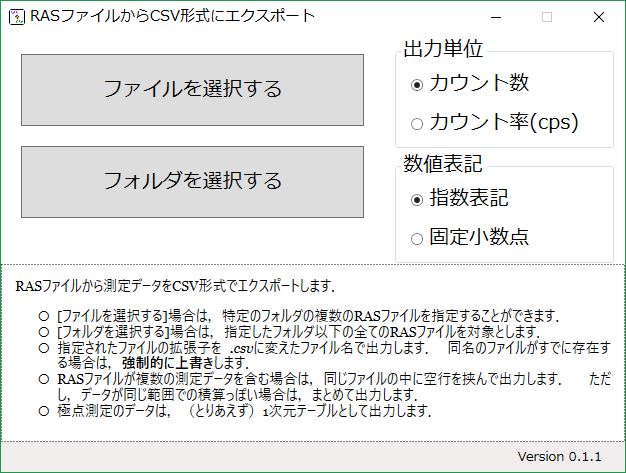 RASファイルからCSV形式にエクスポート
ファイルを選択する
フォルダを選択する
出力単位
カウント数
カウント率(cps)
数値表記
指数表記
固定小数点
RASファイルから測定データをCSV形式でエクスポートします．
○ [ファイルを選択する]場合は，特定のフォルダの複数のRASファイルを指定することができます．
○ [フォルダを選択する]場合は，指定したフォルダ以下の全てのRASファイルを対象とします．
○ 指定されたファイルの拡張子を .csvに変えたファイル名で出力します．　同名のファイルがすでに存在す
る場合は，強制的に上書きします．
○ RASファイルが複数の測定データを含む場合は，同じファイルの中に空行を挟んで出力します．　ただ
し，データが同じ範囲での積算っぽい場合は，まとめて出力します．
○ 極点測定のデータは，（とりあえず）1次元テーブルとして出力します．
Version 0.1.1